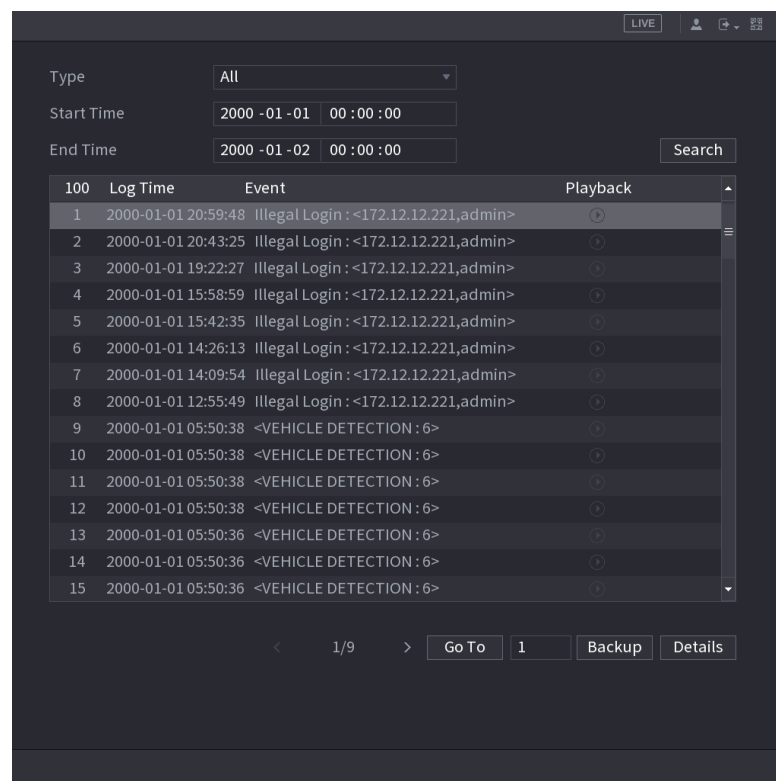 LIVE
Type All
Start Time 2000 -01 -01 00 : 00 : 00
End Time 2000 -01 -02 00 : 00 : 00 Search
100 Log Time Event Playback
1 2000-01-01 20:59:48 Illegal Login : <172.12.12.221,admin>
2 2000-01-01 20:43:25 Illegal Login : <172.12.12.221,admin>
3 2000-01-01 19:22:27 Illegal Login : <172.12.12.221,admin>
4 2000-01-01 15:58:59 Illegal Login : <172.12.12.221,admin>
5 2000-01-01 15:42:35 Illegal Login : <172.12.12.221,admin>
6 2000-01-01 14:26:13 Illegal Login : <172.12.12.221,admin>
7 2000-01-01 14:09:54 Illegal Login : <172.12.12.221,admin>
8 2000-01-01 12:55:49 Illegal Login : <172.12.12.221,admin>
9 2000-01-01 05:50:38 <VEHICLE DETECTION : 6>
10 2000-01-01 05:50:38 <VEHICLE DETECTION : 6>
11 2000-01-01 05:50:38 <VEHICLE DETECTION : 6>
12 2000-01-01 05:50:38 <VEHICLE DETECTION : 6>
13 2000-01-01 05:50:36 <VEHICLE DETECTION : 6>
14 2000-01-01 05:50:36 <VEHICLE DETECTION : 6>
15 2000-01-01 05:50:36 <VEHICLE DETECTION : 6>
< 1/9 > Go To 1 Backup Details